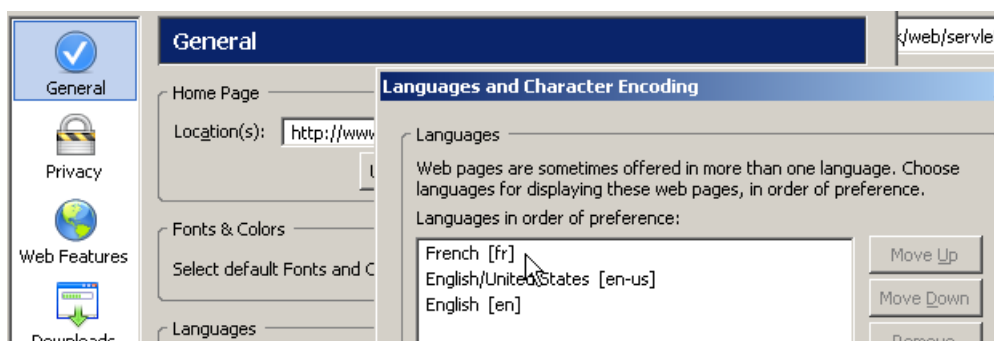 General
Privacy
Web Features
Downloads
General
Home Page
Location(s): http://www
Fonts & Colors
Select default Fonts and C
Languages
/web/servle
Languages and Character Encoding
Languages
Web pages are sometimes offered in more than one language. Choose
languages for displaying these web pages, in order of preference.
Languages in order of preference:
French [fr]
English/United States [en-us]
English [en]
Move Up
Move Down
Remove